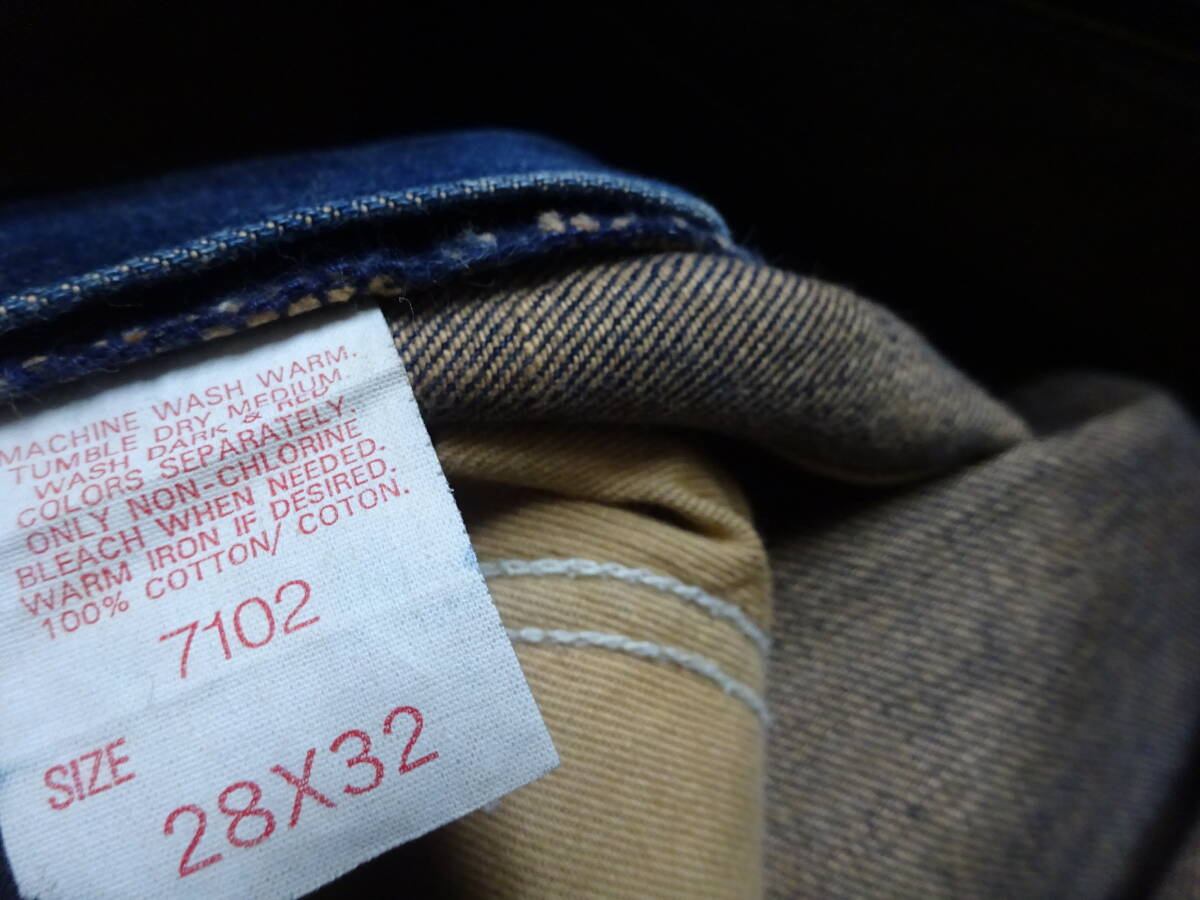 MACHINE WASH WARM.
TUMBLE DRY MEDIUM
WASH DARK & RED
COLORS SEPARATELY.
ONLY NON-CHLORINE
BLEACH WHEN NEEDED.
WARM IRON IF DESIRED.
100% COTTON/ COTON.
7102
SIZE
28X32